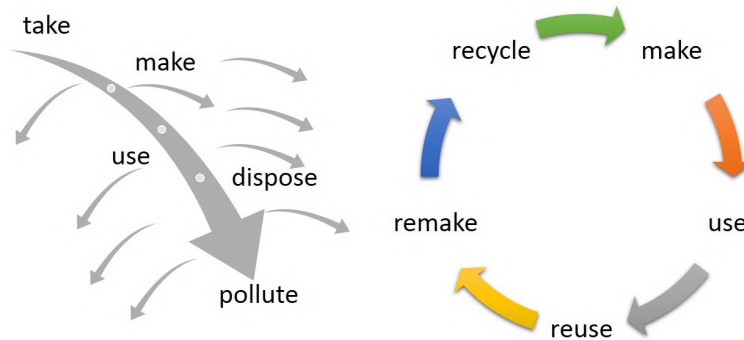 take
make
use
dispose
pollute
recycle
make
use
reuse
remake